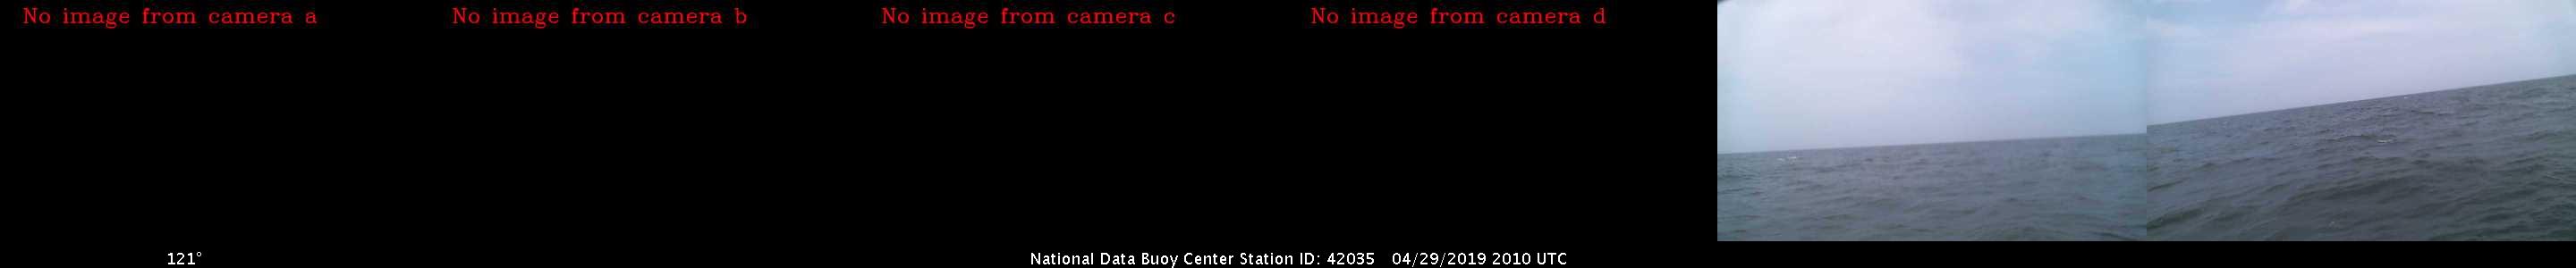 No image from camera a
No image from camera b
No image from camera c
No image from camera d
121°
National Data Buoy Center Station ID: 42035 04/29/2019 2010 UTC